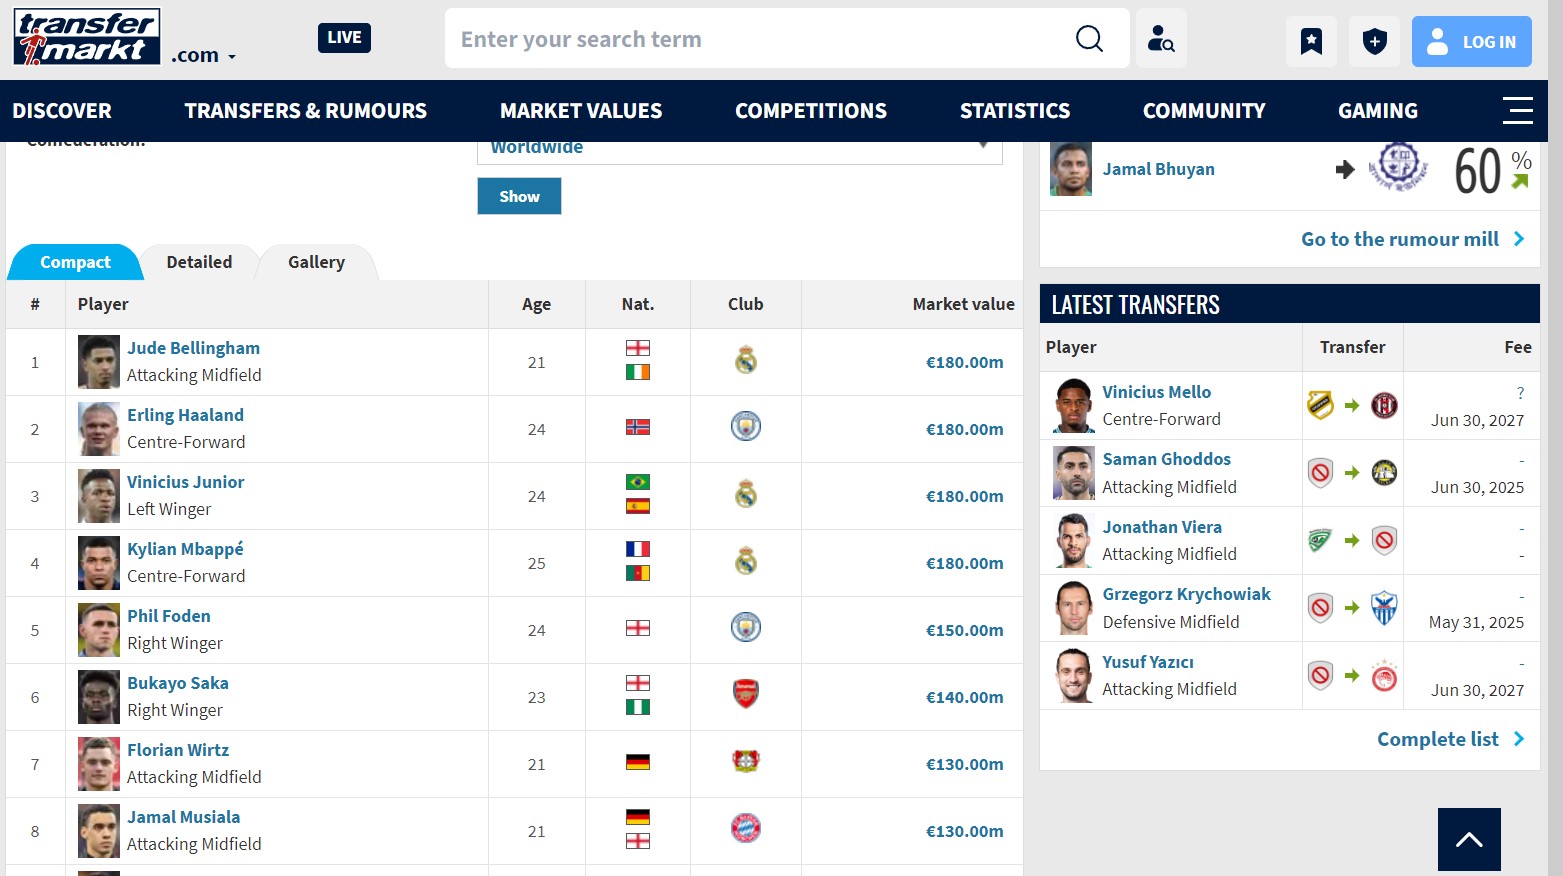 transfer
markt
.com
LIVE
Enter your search term
LOG IN
DISCOVER
TRANSFERS & RUMOURS
MARKET VALUES
COMPETITIONS
STATISTICS
COMMUNITY
GAMING
Confederation:
Worldwide
Show
Compact
Detailed
Gallery
# Player Age Nat. Club Market value
1 Jude Bellingham 21 €180.00m
Attacking Midfield
2 Erling Haaland 24 €180.00m
Centre-Forward
3 Vinicius Junior 24 €180.00m
Left Winger
4 Kylian Mbappé 25 €180.00m
Centre-Forward
5 Phil Foden 24 €150.00m
Right Winger
6 Bukayo Saka 23 €140.00m
Right Winger
7 Florian Wirtz 21 €130.00m
Attacking Midfield
8 Jamal Musiala 21 €130.00m
Attacking Midfield
Jamal Bhuyan 60 %
Go to the rumour mill
LATEST TRANSFERS
Player Transfer Fee
Vinicius Mello ?
Centre-Forward Jun 30, 2027
Saman Ghoddos -
Attacking Midfield Jun 30, 2025
Jonathan Viera -
Attacking Midfield -
Grzegorz Krychowiak -
Defensive Midfield May 31, 2025
Yusuf Yazıcı -
Attacking Midfield Jun 30, 2027
Complete list